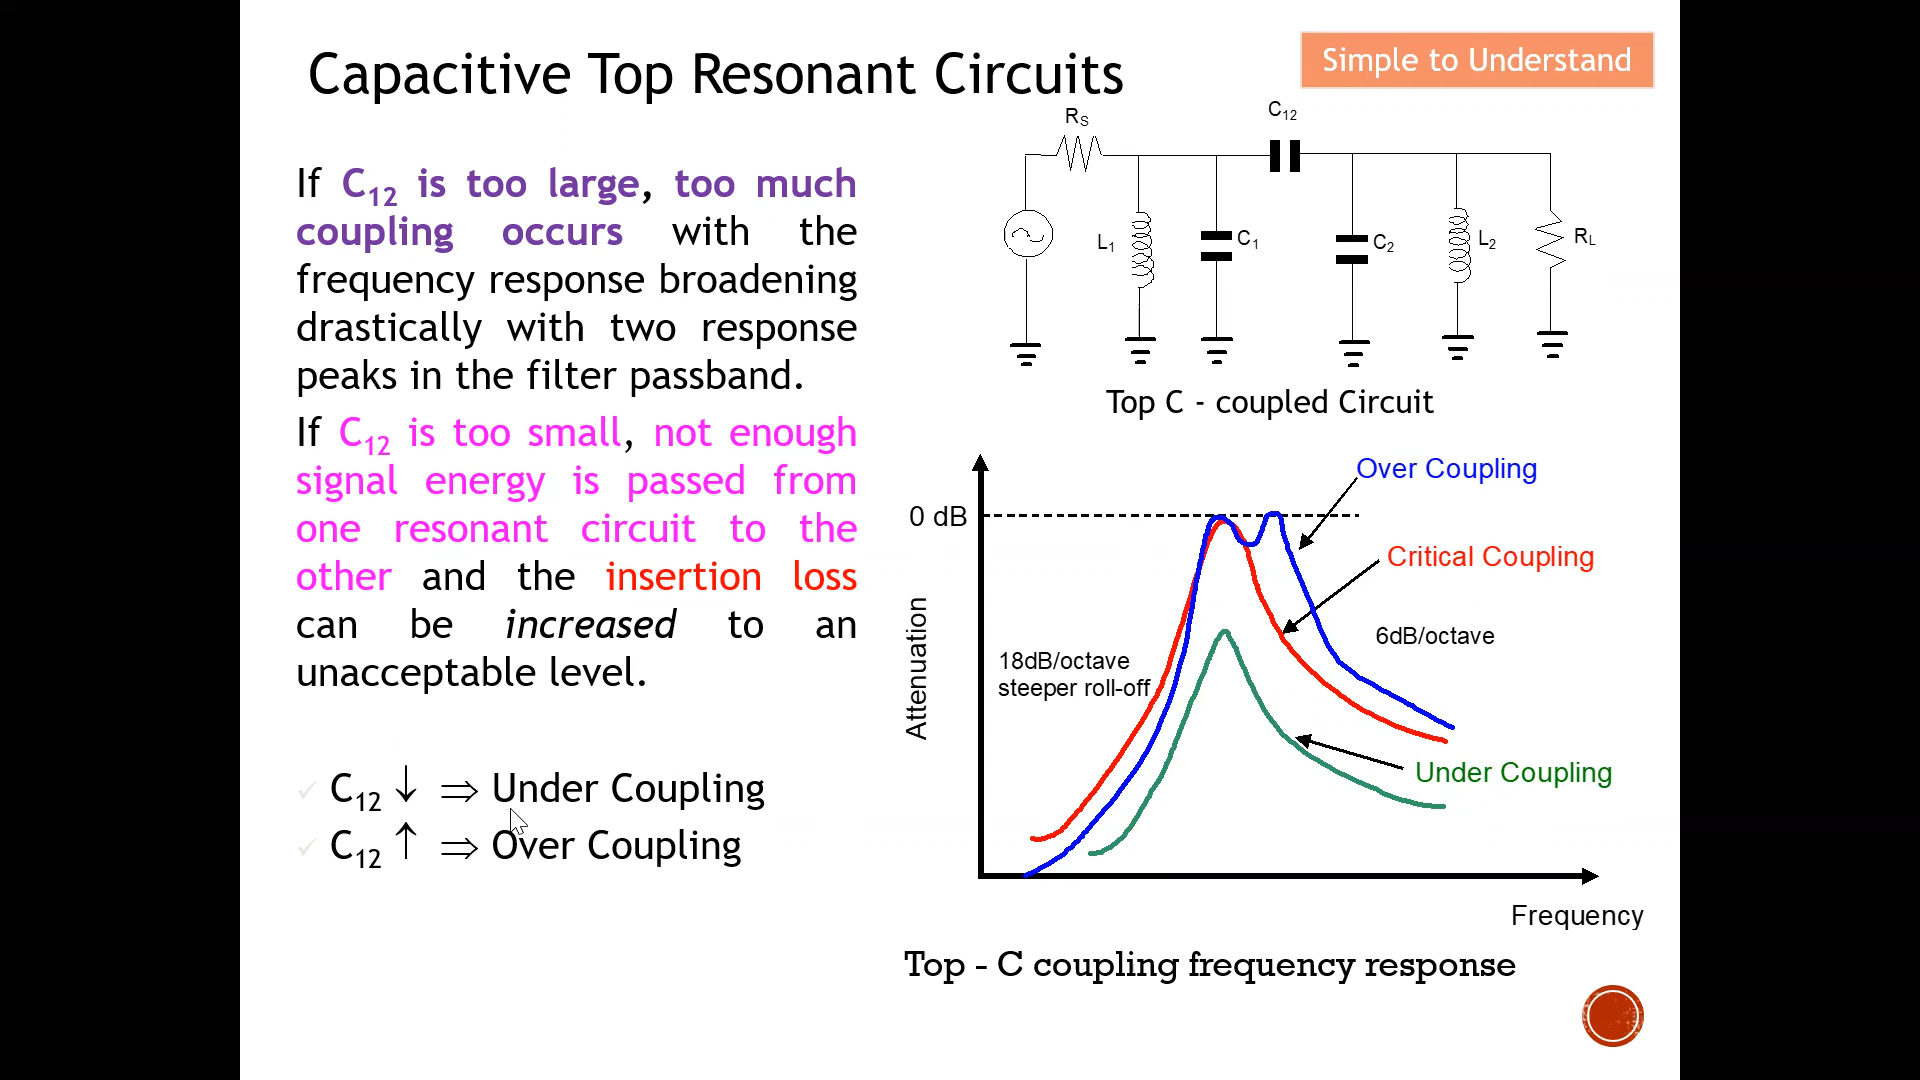 Capacitive Top Resonant Circuits
Simple to Understand
If C₁₂ is too large, too much
coupling occurs with the
frequency response broadening
drastically with two response
peaks in the filter passband.
If C₁₂ is too small, not enough
signal energy is passed from
one resonant circuit to the
other and the insertion loss
can be increased to an
unacceptable level.
✓ C₁₂ ↓ ⇒ Under Coupling
✓ C₁₂ ↑ ⇒ Over Coupling
R_S
C₁₂
L₁
C₁
C₂
L₂
R_L
Top C - coupled Circuit
Over Coupling
0 dB
Critical Coupling
Attenuation
6dB/octave
18dB/octave
steeper roll-off
Under Coupling
Frequency
Top - C coupling frequency response